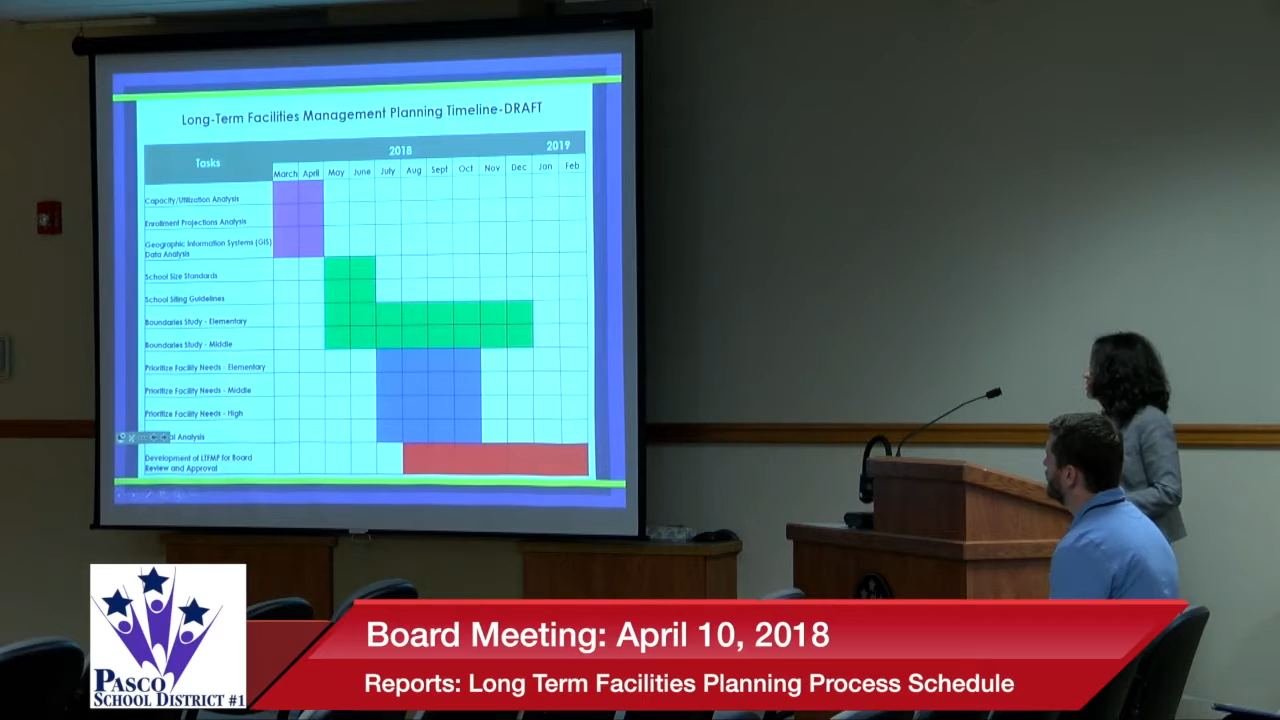 Long-Term Facilities Management Planning Timeline-DRAFT
Tasks
2018
2019
March April May June July Aug Sept Oct Nov Dec Jan Feb
Capacity/Utilization Analysis
Enrollment Projections Analysis
Geographic Information Systems (GIS)
Data Analysis
School Size Standards
School Siting Guidelines
Boundaries Study - Elementary
Boundaries Study - Middle
Prioritize Facility Needs - Elementary
Prioritize Facility Needs - Middle
Prioritize Facility Needs - High
Analysis
Development of LTFMP for Board
Review and Approval
PASCO
SCHOOL DISTRICT #1
Board Meeting: April 10, 2018
Reports: Long Term Facilities Planning Process Schedule